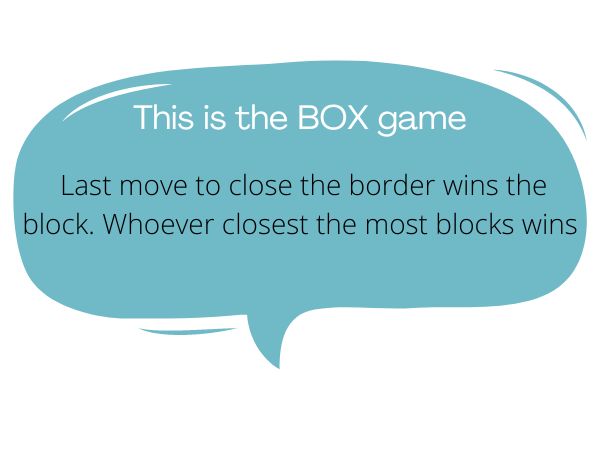 This is the BOX game
Last move to close the border wins the
block. Whoever closest the most blocks wins